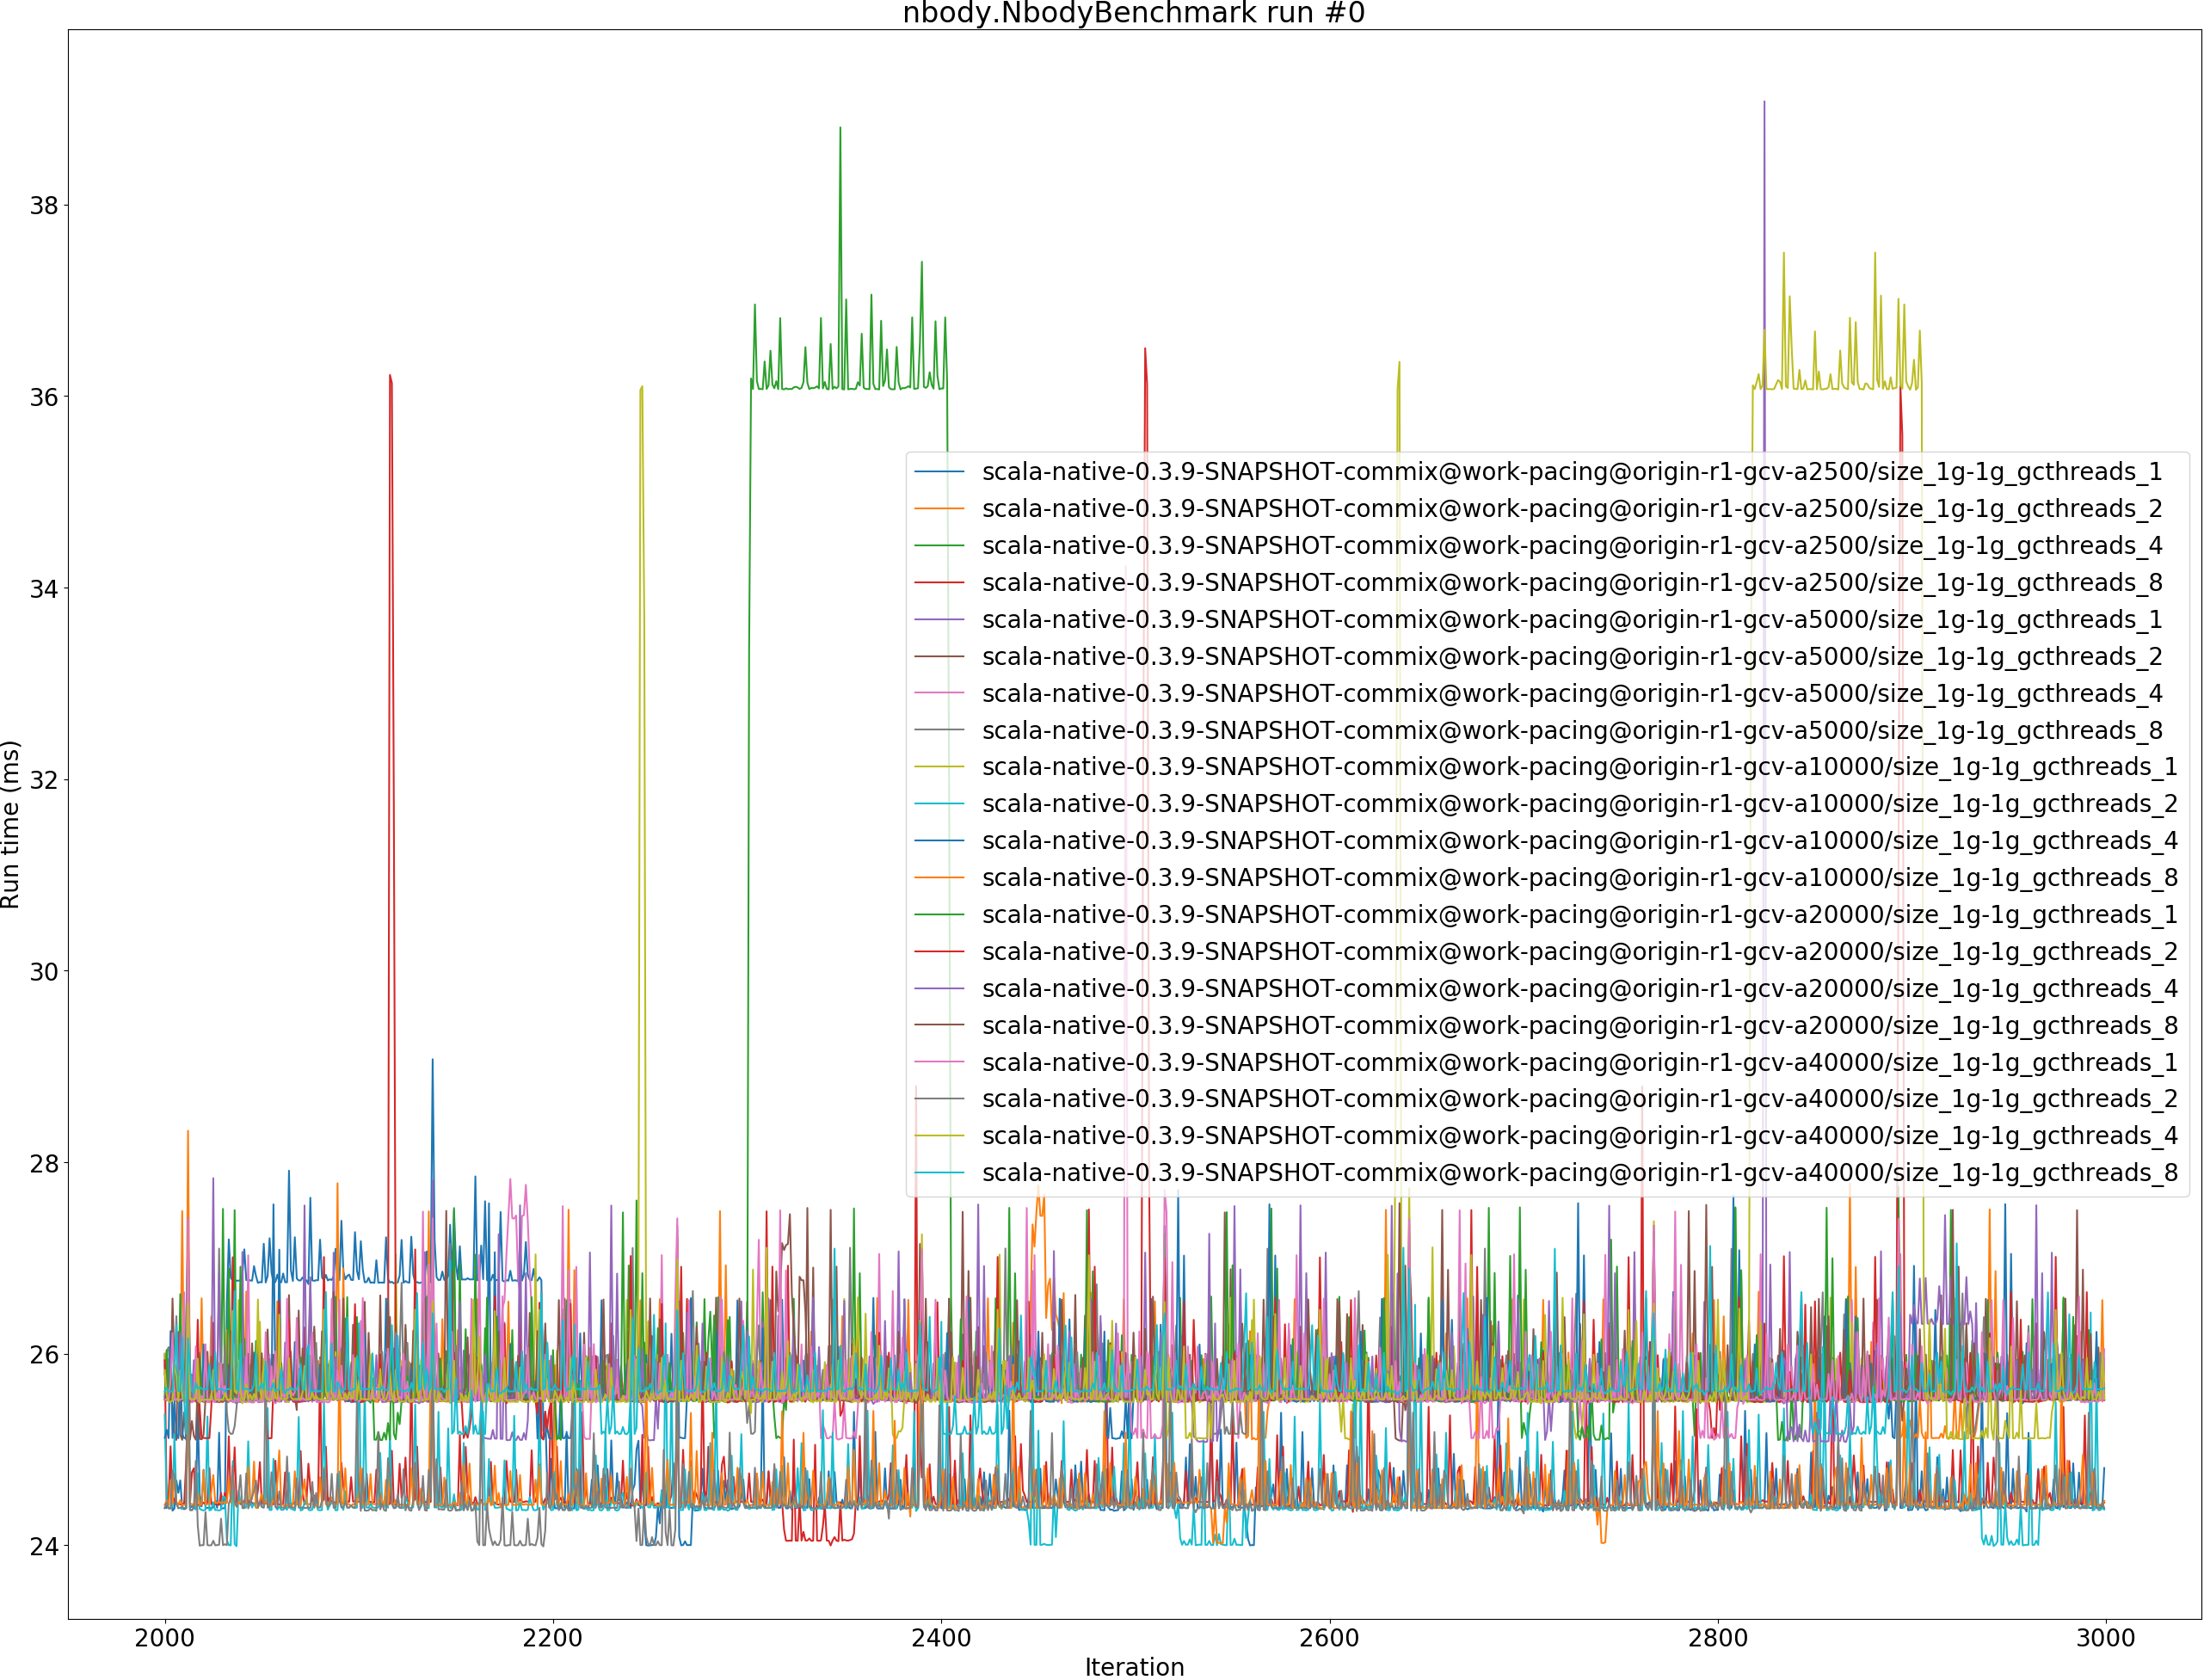 nbody.NbodyBenchmark run #0
Run time (ms)
38
36
34
32
30
28
26
24
scala-native-0.3.9-SNAPSHOT-commix@work-pacing@origin-r1-gcv-a2500/size_1g-1g_gcthreads_1
scala-native-0.3.9-SNAPSHOT-commix@work-pacing@origin-r1-gcv-a2500/size_1g-1g_gcthreads_2
scala-native-0.3.9-SNAPSHOT-commix@work-pacing@origin-r1-gcv-a2500/size_1g-1g_gcthreads_4
scala-native-0.3.9-SNAPSHOT-commix@work-pacing@origin-r1-gcv-a2500/size_1g-1g_gcthreads_8
scala-native-0.3.9-SNAPSHOT-commix@work-pacing@origin-r1-gcv-a5000/size_1g-1g_gcthreads_1
scala-native-0.3.9-SNAPSHOT-commix@work-pacing@origin-r1-gcv-a5000/size_1g-1g_gcthreads_2
scala-native-0.3.9-SNAPSHOT-commix@work-pacing@origin-r1-gcv-a5000/size_1g-1g_gcthreads_4
scala-native-0.3.9-SNAPSHOT-commix@work-pacing@origin-r1-gcv-a5000/size_1g-1g_gcthreads_8
scala-native-0.3.9-SNAPSHOT-commix@work-pacing@origin-r1-gcv-a10000/size_1g-1g_gcthreads_1
scala-native-0.3.9-SNAPSHOT-commix@work-pacing@origin-r1-gcv-a10000/size_1g-1g_gcthreads_2
scala-native-0.3.9-SNAPSHOT-commix@work-pacing@origin-r1-gcv-a10000/size_1g-1g_gcthreads_4
scala-native-0.3.9-SNAPSHOT-commix@work-pacing@origin-r1-gcv-a10000/size_1g-1g_gcthreads_8
scala-native-0.3.9-SNAPSHOT-commix@work-pacing@origin-r1-gcv-a20000/size_1g-1g_gcthreads_1
scala-native-0.3.9-SNAPSHOT-commix@work-pacing@origin-r1-gcv-a20000/size_1g-1g_gcthreads_2
scala-native-0.3.9-SNAPSHOT-commix@work-pacing@origin-r1-gcv-a20000/size_1g-1g_gcthreads_4
scala-native-0.3.9-SNAPSHOT-commix@work-pacing@origin-r1-gcv-a20000/size_1g-1g_gcthreads_8
scala-native-0.3.9-SNAPSHOT-commix@work-pacing@origin-r1-gcv-a40000/size_1g-1g_gcthreads_1
scala-native-0.3.9-SNAPSHOT-commix@work-pacing@origin-r1-gcv-a40000/size_1g-1g_gcthreads_2
scala-native-0.3.9-SNAPSHOT-commix@work-pacing@origin-r1-gcv-a40000/size_1g-1g_gcthreads_4
scala-native-0.3.9-SNAPSHOT-commix@work-pacing@origin-r1-gcv-a40000/size_1g-1g_gcthreads_8
2000 2200 2400 2600 2800 3000
Iteration